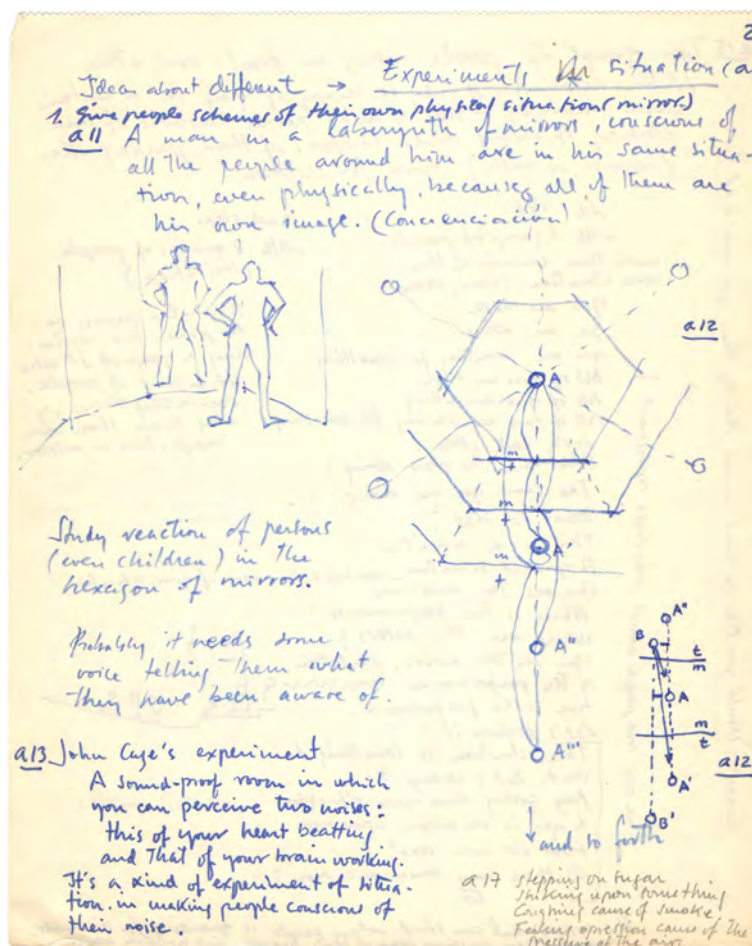 2
Ideas about different → Experiments situation (a
1. Give people schemes of their own physical situation (mirror)
a11 A man in a laberynth of mirrors, conscious of
all the people around him are in his same situa-
tion, even physically, because all of them are
his own image. (Concienciación)
a12
A
m
t
m
t
A'
m
t
Study reaction of persons
(even children) in the
hexagon of mirrors.
Probably it needs some
voice telling them what
they have been aware of.
A"
A"'
↓ and so forth
A"
B
t
m
A
m
t
A'
B'
a12
a13 John Cage's experiment
A sound-proof room in which
you can perceive two noises:
this of your heart beatting
and that of your brain working.
It's a kind of experiment of situa-
tion in making people conscious of
their noise.
a17 stepping on sugar
upon something
Coughing cause of smoke
Feeling opression cause of the
pressure of the air